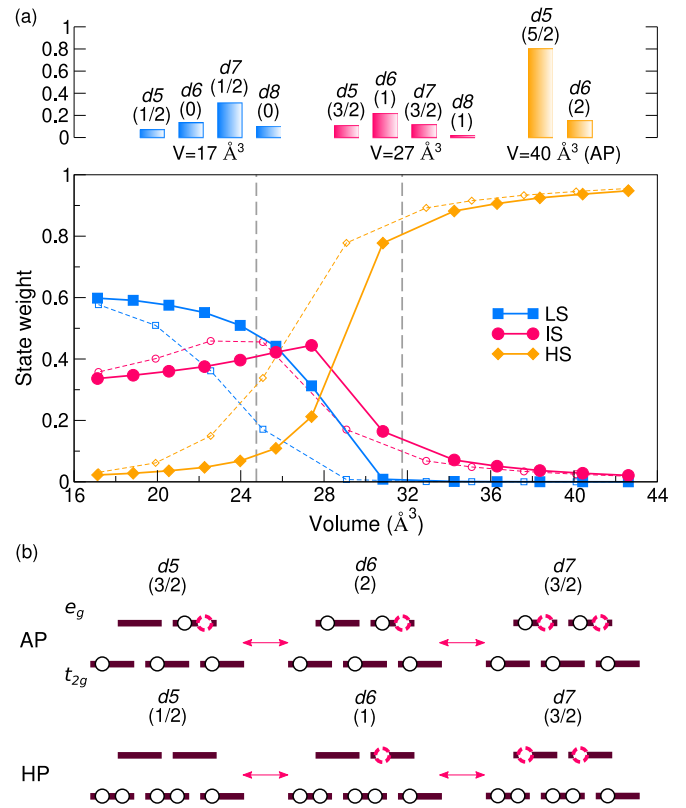 (a)
1
0.8
0.6
0.4
0.2
0
d5
(1/2)
d6
(0)
d7
(1/2)
d8
(0)
V=17 Å³
d5
(3/2)
d6
(1)
d7
(3/2)
d8
(1)
V=27 Å³
d5
(5/2)
d6
(2)
V=40 Å³ (AP)
State weight
1
0.8
0.6
0.4
0.2
0
LS
IS
HS
16 20 24 28 32 36 40 44
Volume (Å³)
(b)
d5 d6 d7
(3/2) (2) (3/2)
e_g
AP
t_2g
d5 d6 d7
(1/2) (1) (3/2)
HP